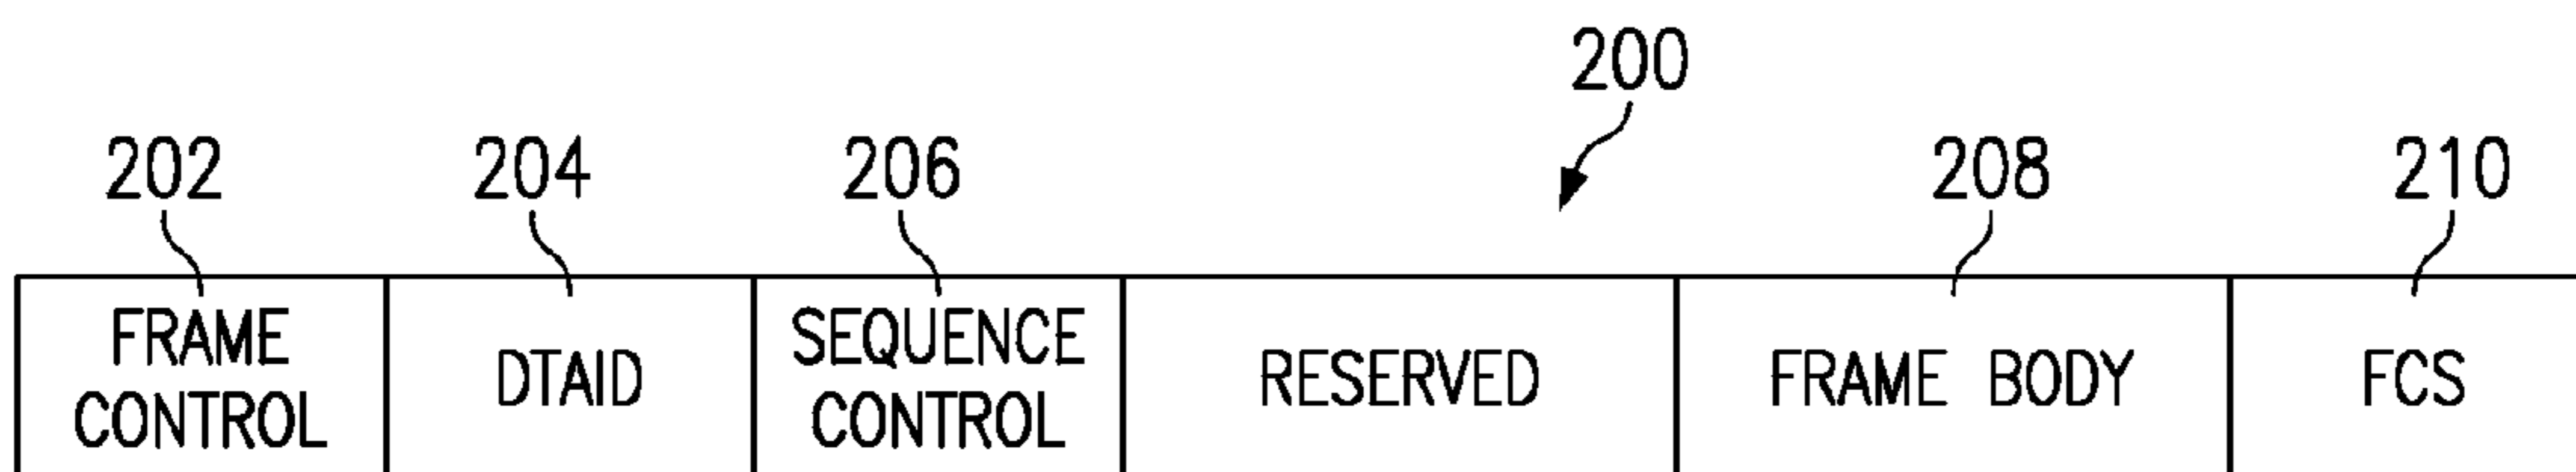 200
202 204 206 208 210
FRAME CONTROL DTAID SEQUENCE CONTROL RESERVED FRAME BODY FCS